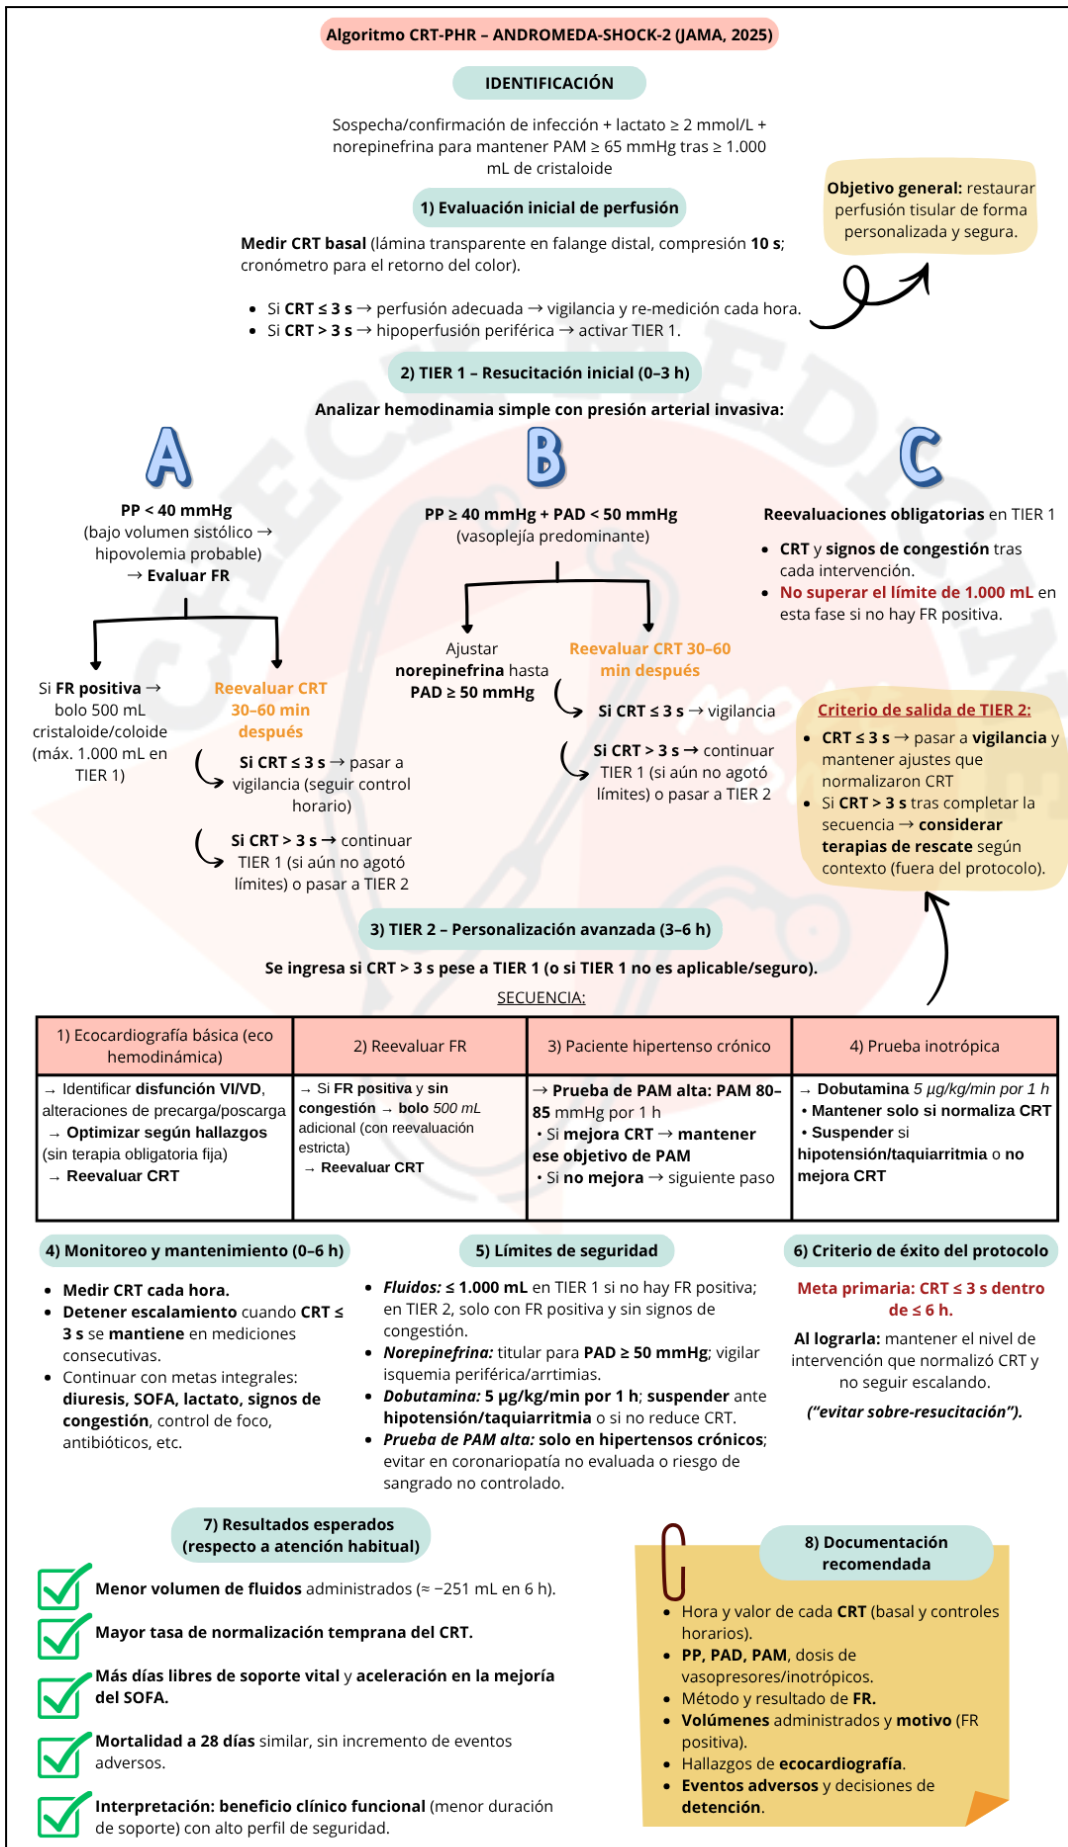 Algoritmo CRT-PHR – ANDROMEDA-SHOCK-2 (JAMA, 2025)
IDENTIFICACIÓN
Sospecha/confirmación de infección + lactato ≥ 2 mmol/L +
norepinefrina para mantener PAM ≥ 65 mmHg tras ≥ 1.000
mL de cristaloide
Objetivo general: restaurar
perfusión tisular de forma
personalizada y segura.
1) Evaluación inicial de perfusión
Medir CRT basal (lámina transparente en falange distal, compresión 10 s;
cronómetro para el retorno del color).
• Si CRT ≤ 3 s → perfusión adecuada → vigilancia y re-medición cada hora.
• Si CRT > 3 s → hipoperfusión periférica → activar TIER 1.
2) TIER 1 – Resucitación inicial (0–3 h)
Analizar hemodinamia simple con presión arterial invasiva:
A
PP < 40 mmHg
(bajo volumen sistólico →
hipovolemia probable)
→ Evaluar FR
Si FR positiva →
bolo 500 mL
cristaloide/coloide
(máx. 1.000 mL en
TIER 1)
Reevaluar CRT
30–60 min
después
Si CRT ≤ 3 s → pasar a
vigilancia (seguir control
horario)
Si CRT > 3 s → continuar
TIER 1 (si aún no agotó
límites) o pasar a TIER 2
B
PP ≥ 40 mmHg + PAD < 50 mmHg
(vasoplejía predominante)
Ajustar
norepinefrina hasta
PAD ≥ 50 mmHg
Reevaluar CRT 30–60
min después
Si CRT ≤ 3 s → vigilancia
Si CRT > 3 s → continuar
TIER 1 (si aún no agotó
límites) o pasar a TIER 2
C
Reevaluaciones obligatorias en TIER 1
• CRT y signos de congestión tras
cada intervención.
• No superar el límite de 1.000 mL en
esta fase si no hay FR positiva.
Criterio de salida de TIER 2:
• CRT ≤ 3 s → pasar a vigilancia y
mantener ajustes que
normalizaron CRT
• Si CRT > 3 s tras completar la
secuencia → considerar
terapias de rescate según
contexto (fuera del protocolo).
CHECK MEDICINE
3) TIER 2 – Personalización avanzada (3–6 h)
Se ingresa si CRT > 3 s pese a TIER 1 (o si TIER 1 no es aplicable/seguro).
SECUENCIA:
1) Ecocardiografía básica (eco
hemodinámica)
→ Identificar disfunción VI/VD,
alteraciones de precarga/poscarga
→ Optimizar según hallazgos
(sin terapia obligatoria fija)
→ Reevaluar CRT
2) Reevaluar FR
→ Si FR positiva y sin
congestión → bolo 500 mL
adicional (con reevaluación
estricta)
→ Reevaluar CRT
3) Paciente hipertenso crónico
→ Prueba de PAM alta: PAM 80–
85 mmHg por 1 h
• Si mejora CRT → mantener
ese objetivo de PAM
• Si no mejora → siguiente paso
4) Prueba inotrópica
→ Dobutamina 5 µg/kg/min por 1 h
• Mantener solo si normaliza CRT
• Suspender si
hipotensión/taquiarritmia o no
mejora CRT
4) Monitoreo y mantenimiento (0–6 h)
• Medir CRT cada hora.
• Detener escalamiento cuando CRT ≤
3 s se mantiene en mediciones
consecutivas.
• Continuar con metas integrales:
diuresis, SOFA, lactato, signos de
congestión, control de foco,
antibióticos, etc.
5) Límites de seguridad
• Fluidos: ≤ 1.000 mL en TIER 1 si no hay FR positiva;
en TIER 2, solo con FR positiva y sin signos de
congestión.
• Norepinefrina: titular para PAD ≥ 50 mmHg; vigilar
isquemia periférica/arrtimias.
• Dobutamina: 5 µg/kg/min por 1 h; suspender ante
hipotensión/taquiarritmia o si no reduce CRT.
• Prueba de PAM alta: solo en hipertensos crónicos;
evitar en coronariopatía no evaluada o riesgo de
sangrado no controlado.
6) Criterio de éxito del protocolo
Meta primaria: CRT ≤ 3 s dentro
de ≤ 6 h.
Al lograrla: mantener el nivel de
intervención que normalizó CRT y
no seguir escalando.
(“evitar sobre-resucitación”).
7) Resultados esperados
(respecto a atención habitual)
Menor volumen de fluidos administrados (≈ −251 mL en 6 h).
Mayor tasa de normalización temprana del CRT.
Más días libres de soporte vital y aceleración en la mejoría
del SOFA.
Mortalidad a 28 días similar, sin incremento de eventos
adversos.
Interpretación: beneficio clínico funcional (menor duración
de soporte) con alto perfil de seguridad.
8) Documentación
recomendada
• Hora y valor de cada CRT (basal y controles
horarios).
• PP, PAD, PAM, dosis de
vasopresores/inotrópicos.
• Método y resultado de FR.
• Volúmenes administrados y motivo (FR
positiva).
• Hallazgos de ecocardiografía.
• Eventos adversos y decisiones de
detención.